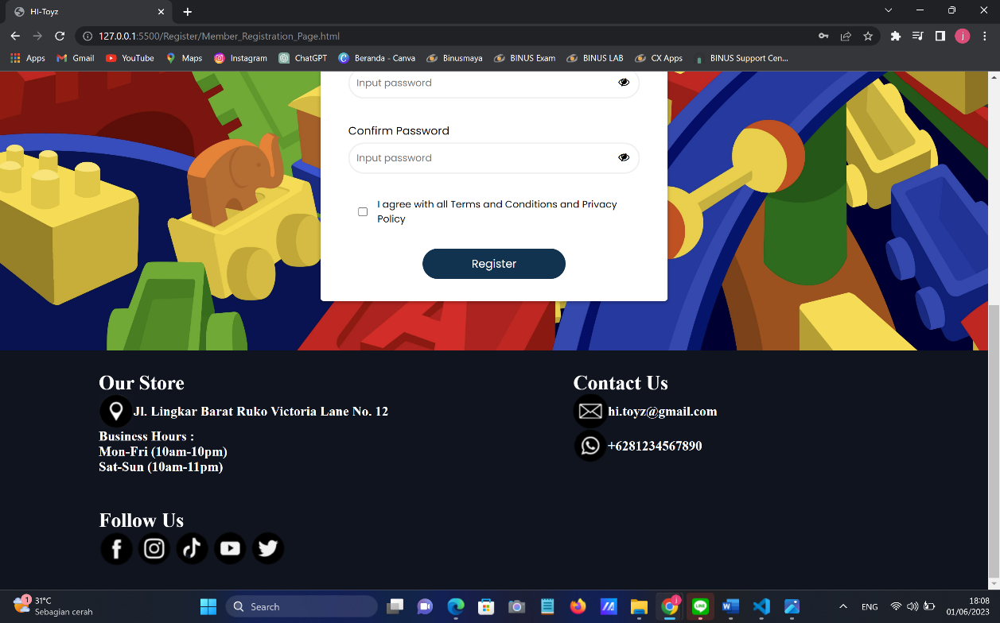 HI-Toyz
127.0.0.1:5500/Register/Member_Registration_Page.html
j
Apps Gmail YouTube Maps Instagram ChatGPT Beranda - Canva Binusmaya BINUS Exam BINUS LAB CX Apps BINUS Support Cen...
Input password
Confirm Password
Input password
I agree with all Terms and Conditions and Privacy
Policy
Register
A
Our Store
Jl. Lingkar Barat Ruko Victoria Lane No. 12
Business Hours :
Mon-Fri (10am-10pm)
Sat-Sun (10am-11pm)
Contact Us
hi.toyz@gmail.com
+6281234567890
Follow Us
1
31°C
Sebagian cerah
Search
j
LINE
ENG
18:08
01/06/2023